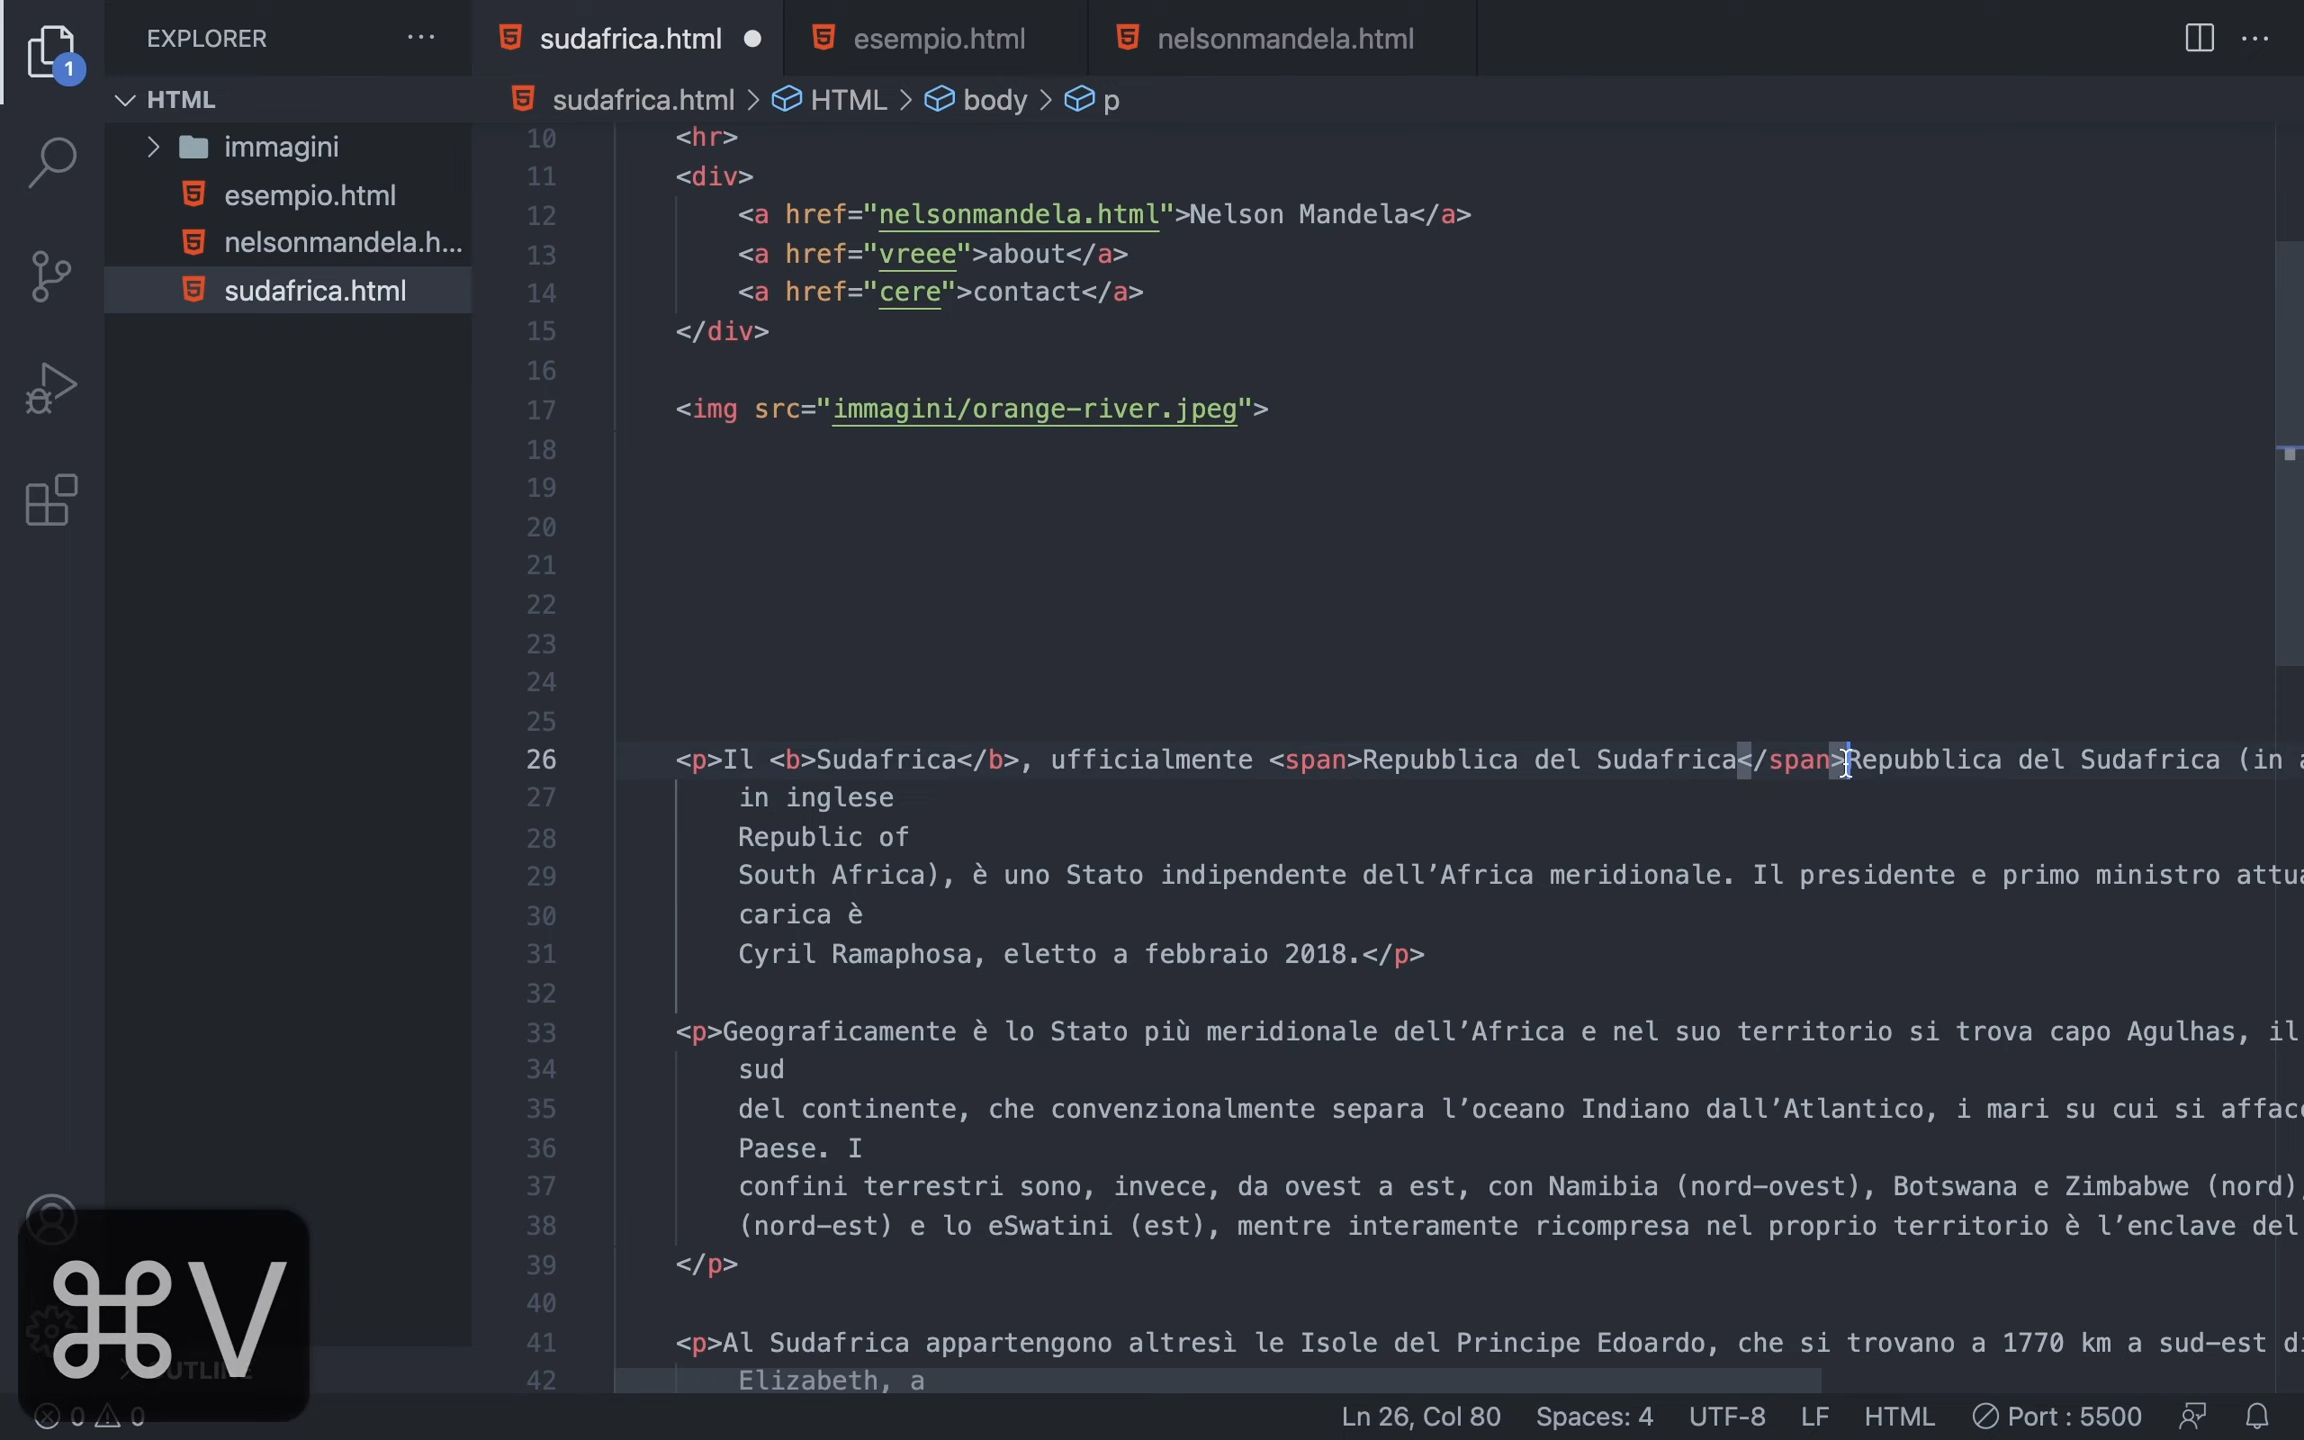 EXPLORER
sudafrica.html
esempio.html
nelsonmandela.html
1
HTML
sudafrica.html > HTML > body > p
immagini
esempio.html
nelsonmandela.h...
sudafrica.html
10 <hr>
11 <div>
12 <a href="nelsonmandela.html">Nelson Mandela</a>
13 <a href="vreee">about</a>
14 <a href="cere">contact</a>
15 </div>
16
17 <img src="immagini/orange-river.jpeg">
18
19
20
21
22
23
24
25
26 <p>Il <b>Sudafrica</b>, ufficialmente <span>Repubblica del Sudafrica</span>Repubblica del Sudafrica (in
27 in inglese
28 Republic of
29 South Africa), è uno Stato indipendente dell’Africa meridionale. Il presidente e primo ministro
30 carica è
31 Cyril Ramaphosa, eletto a febbraio 2018.</p>
32
33 <p>Geograficamente è lo Stato più meridionale dell’Africa e nel suo territorio si trova capo Agulhas, il
34 sud
35 del continente, che convenzionalmente separa l’oceano Indiano dall’Atlantico, i mari su cui si
36 Paese. I
37 confini terrestri sono, invece, da ovest a est, con Namibia (nord-ovest), Botswana e Zimbabwe (nord),
38 (nord-est) e lo eSwatini (est), mentre interamente ricompresa nel proprio territorio è l’enclave del
39 </p>
40
41 <p>Al Sudafrica appartengono altresì le Isole del Principe Edoardo, che si trovano a 1770 km a sud-est
42 Elizabeth, a
⌘V
0 0
Ln 26, Col 80
Spaces: 4
UTF-8
LF
HTML
Port : 5500